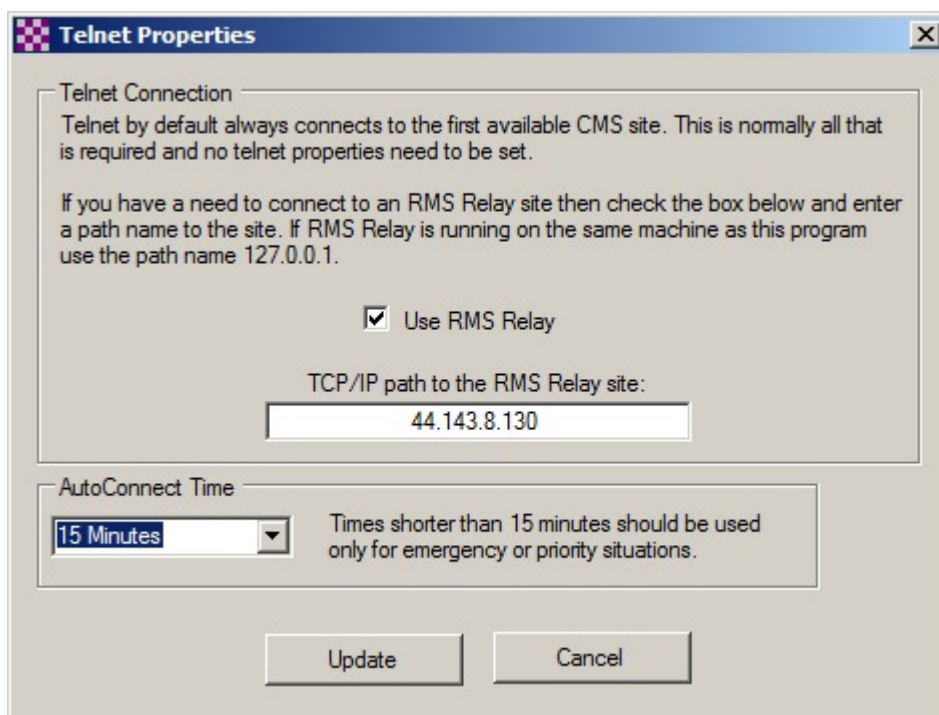 Telnet Properties
Telnet Connection
Telnet by default always connects to the first available CMS site. This is normally all that
is required and no telnet properties need to be set.
If you have a need to connect to an RMS Relay site then check the box below and enter
a path name to the site. If RMS Relay is running on the same machine as this program
use the path name 127.0.0.1.
Use RMS Relay
TCP/IP path to the RMS Relay site:
44.143.8.130
AutoConnect Time
15 Minutes
Times shorter than 15 minutes should be used
only for emergency or priority situations.
Update
Cancel